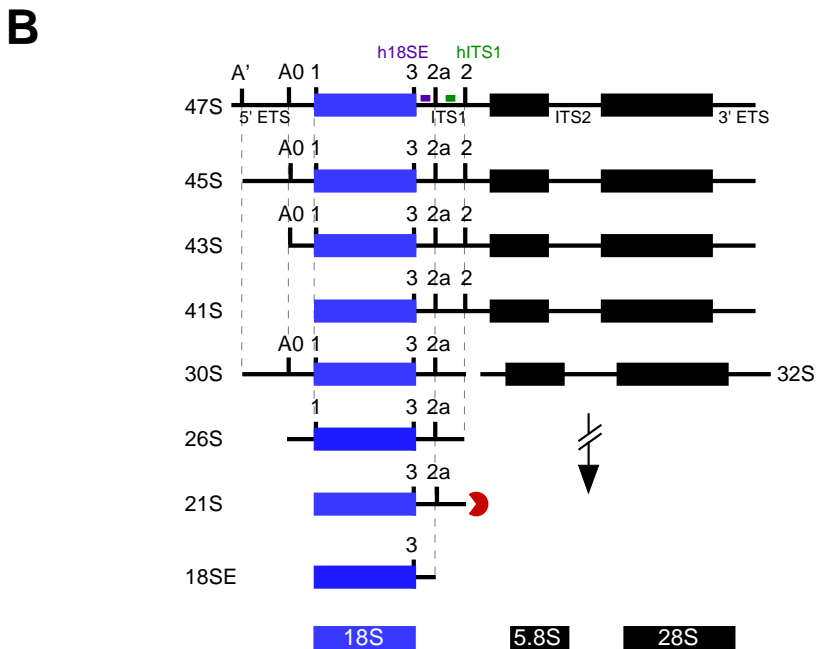 B
h18SE hITS1
A' A0 1 3 2a 2
47S
5' ETS ITS1 ITS2 3' ETS
A0 1 3 2a 2
45S
A0 1 3 2a 2
43S
3 2a 2
41S
A0 1 3 2a
30S 32S
1 3 2a
26S
3 2a
21S
3
18SE
18S 5.8S 28S